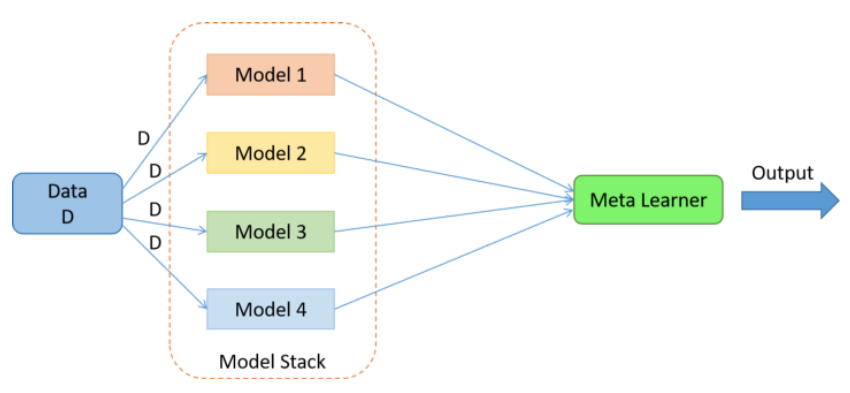 Data
D
D
D
D
D
Model 1
Model 2
Model 3
Model 4
Model Stack
Meta Learner
Output